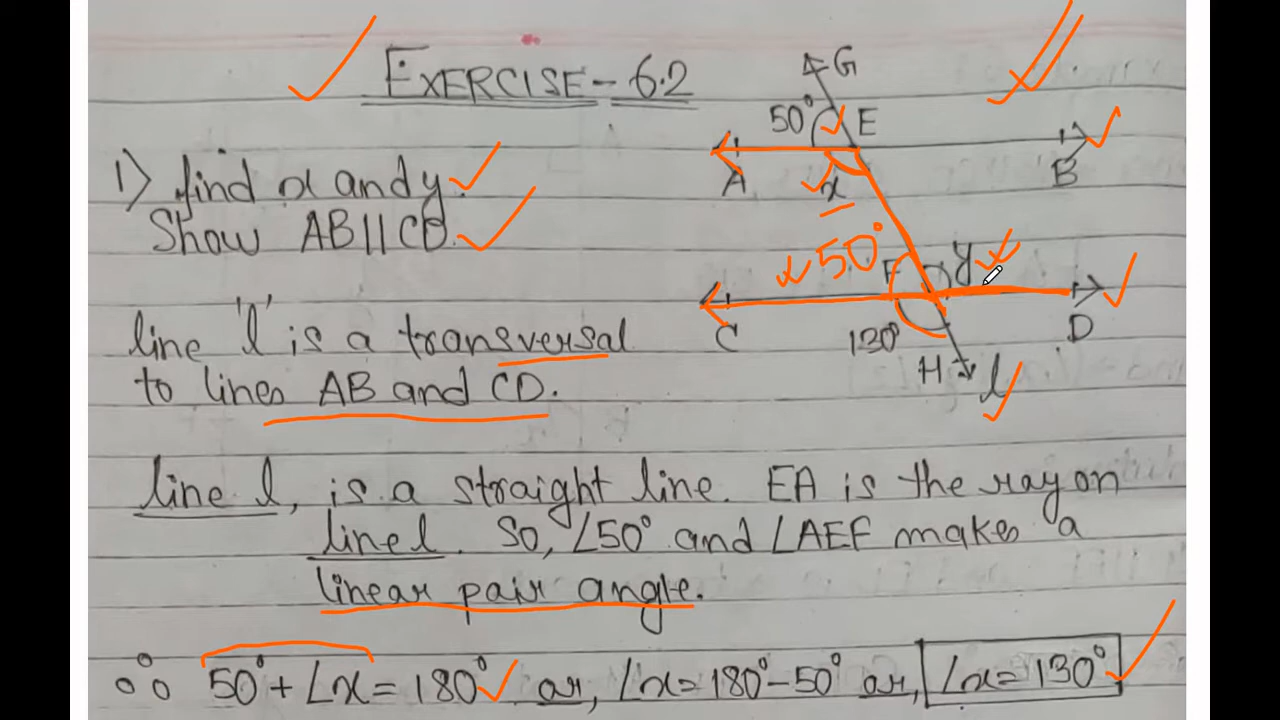 EXERCISE-6.2
1) find x and y.
Show AB||CD.
line 'l' is a transversal
to lines AB and CD.
G
50° E
A B
x
50°
F y
C D
130°
H l
line l, is a straight line. EA is the ray on
line l. So, ∠50° and ∠AEF makes a
linear pair angle.
∴ 50° + ∠x = 180° or, ∠x = 180° - 50° or, ∠x = 130°